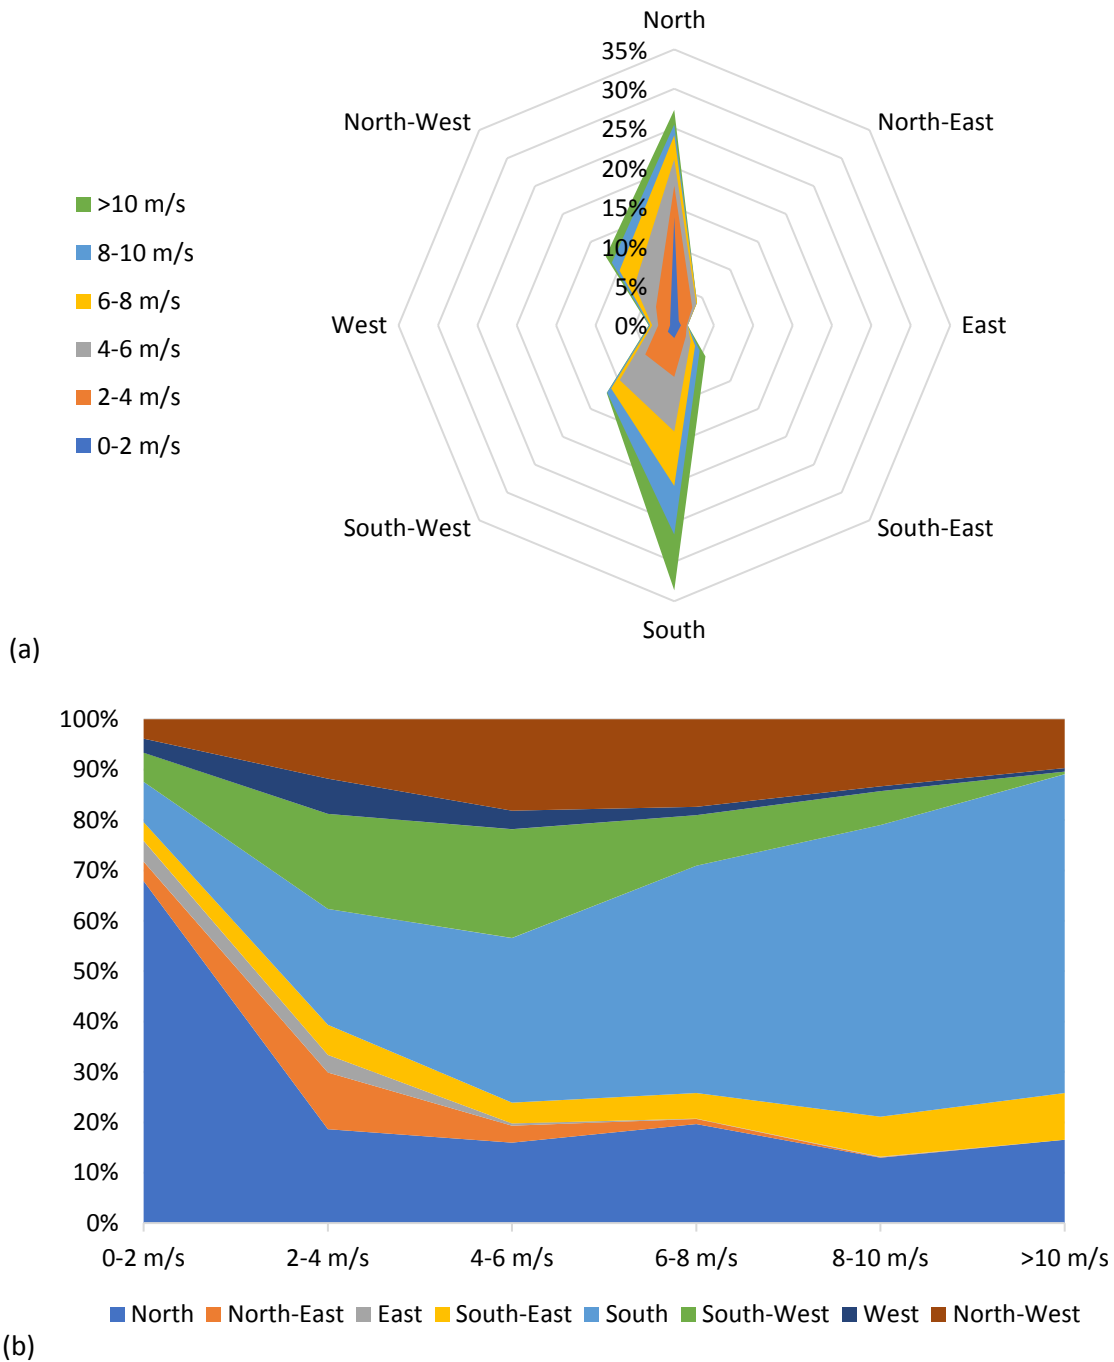 North
35%
30%
25%
20%
15%
10%
5%
0%
North-West
North-East
West
East
South-West
South-East
South
>10 m/s
8-10 m/s
6-8 m/s
4-6 m/s
2-4 m/s
0-2 m/s
(a)
100%
90%
80%
70%
60%
50%
40%
30%
20%
10%
0%
0-2 m/s 2-4 m/s 4-6 m/s 6-8 m/s 8-10 m/s >10 m/s
North North-East East South-East South South-West West North-West
(b)